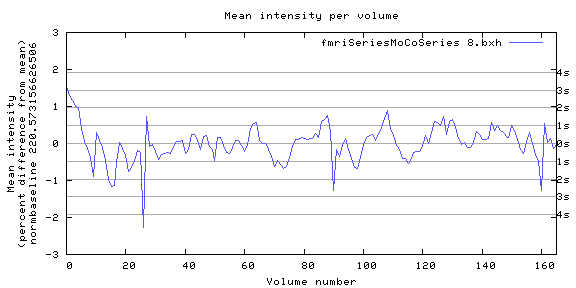 Mean intensity per volume
fmriSeriesMoCoSeries 8.bxh
Mean intensity
(percent difference from mean)
normbaseline 220.573156626506
3
2
1
0
-1
-2
-3
4s
3s
2s
1s
0s
1s
2s
3s
4s
0 20 40 60 80 100 120 140 160
Volume number